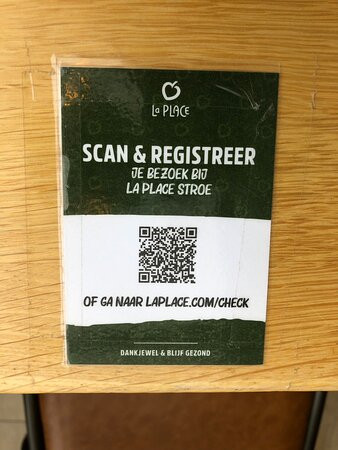 La PLACE
SCAN & REGISTREER
JE BEZOEK BIJ
LA PLACE STROE
OF GA NAAR LAPLACE.COM/CHECK
DANKJEWEL & BLIJF GEZOND